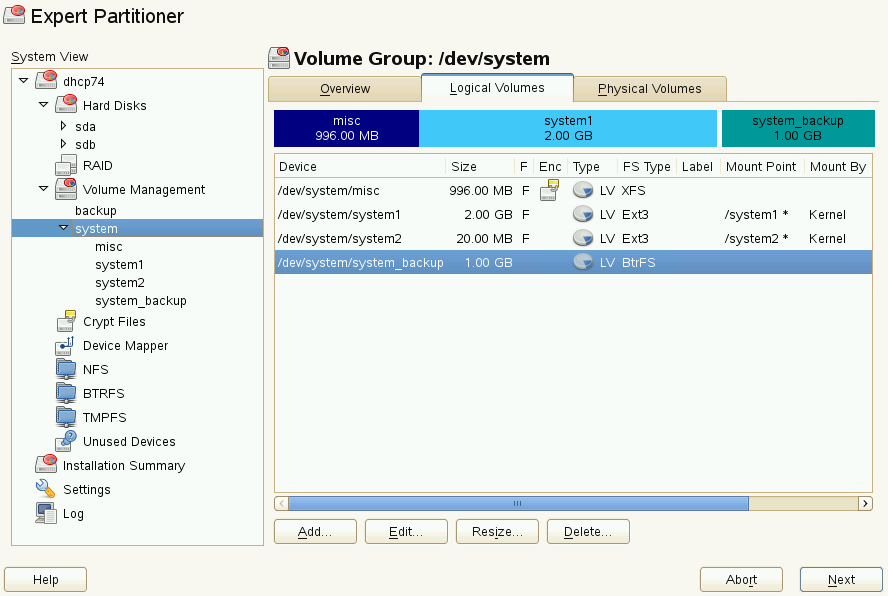 Expert Partitioner
System View
dhcp74
Hard Disks
sda
sdb
RAID
Volume Management
backup
system
misc
system1
system2
system_backup
Crypt Files
Device Mapper
NFS
BTRFS
TMPFS
Unused Devices
Installation Summary
Settings
Log
Volume Group: /dev/system
Overview Logical Volumes Physical Volumes
misc system1 system_backup
996.00 MB 2.00 GB 1.00 GB
Device Size F Enc Type FS Type Label Mount Point Mount By
/dev/system/misc 996.00 MB F LV XFS
/dev/system/system1 2.00 GB F LV Ext3 /system1 * Kernel
/dev/system/system2 20.00 MB F LV Ext3 /system2 * Kernel
/dev/system/system_backup 1.00 GB LV BtrFS
Add... Edit... Resize... Delete...
Help Abort Next